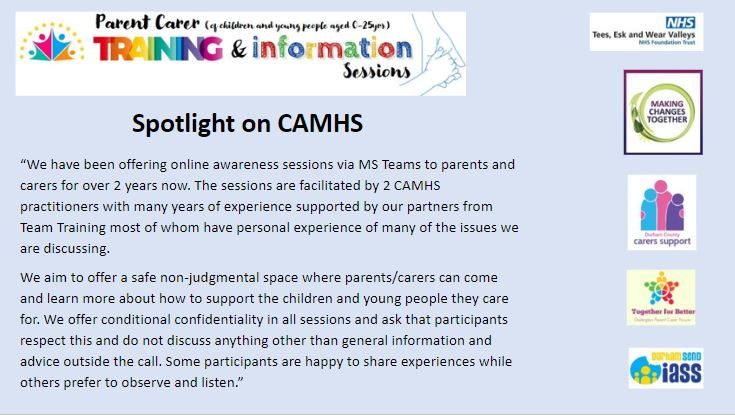 Parent Carer (of children and young people aged 0-25yrs)
TRAINING & information
Sessions
NHS
Tees, Esk and Wear Valleys
NHS Foundation Trust
Spotlight on CAMHS
MAKING
CHANGES
TOGETHER
“We have been offering online awareness sessions via MS Teams to parents and
carers for over 2 years now. The sessions are facilitated by 2 CAMHS
practitioners with many years of experience supported by our partners from
Team Training most of whom have personal experience of many of the issues we
are discussing.
Durham County
carers support
We aim to offer a safe non-judgmental space where parents/carers can come
and learn more about how to support the children and young people they care
for. We offer conditional confidentiality in all sessions and ask that participants
respect this and do not discuss anything other than general information and
advice outside the call. Some participants are happy to share experiences while
others prefer to observe and listen.”
Together for Better
Darlington Parent Carer Forum
DURHAM SEND
iass